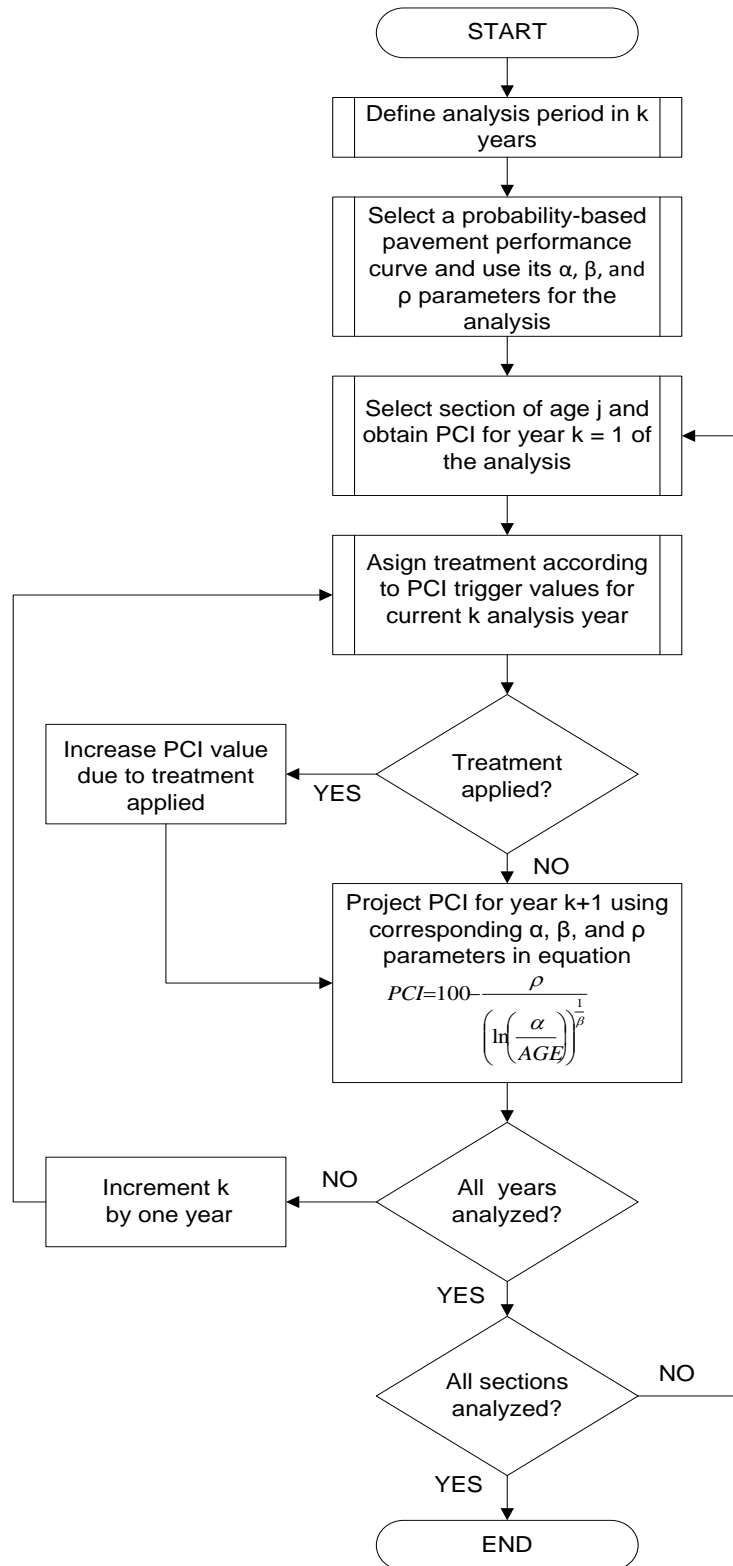 START
Define analysis period in k
years
Select a probability-based
pavement performance
curve and use its α, β, and
ρ parameters for the
analysis
Select section of age j and
obtain PCI for year k = 1 of
the analysis
Asign treatment according
to PCI trigger values for
current k analysis year
Increase PCI value
due to treatment
applied
YES
Treatment
applied?
NO
Project PCI for year k+1 using
corresponding α, β, and ρ
parameters in equation
PCI=100-ρ/(ln(α/AGE))^(1/β)
Increment k
by one year
NO
All years
analyzed?
YES
All sections
analyzed?
NO
YES
END